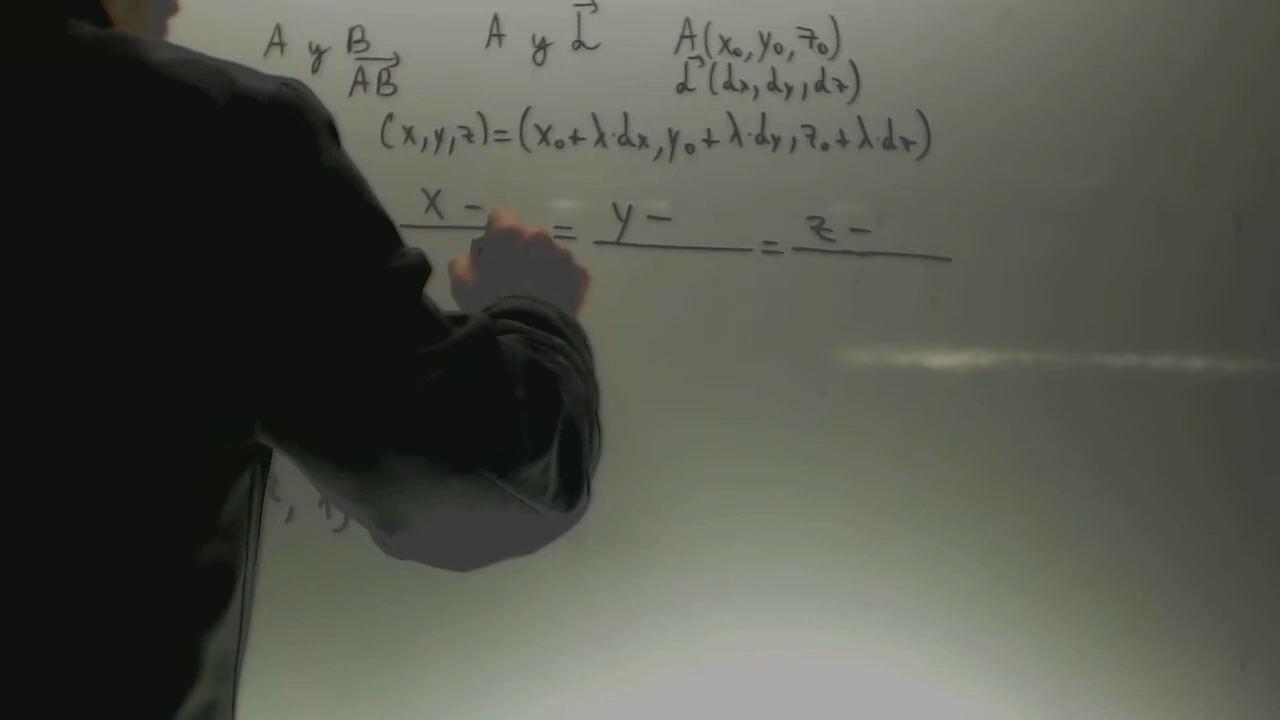 A y B A y d⃗ A(x₀, y₀, z₀)
AB⃗ d⃗ (dx, dy, dz)
(x, y, z) = (x₀ + λ·dx, y₀ + λ·dy, z₀ + λ·dz)
x - = y - = z -